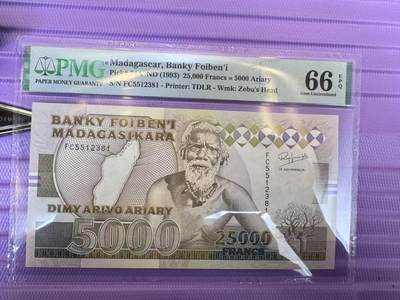 PMG
PAPER MONEY GUARANTY
Madagascar, Banky Foiben'i
ND (1993) 25,000 Francs = 5000 Ariary
S/N FC5512381 - Printer: TDLR - Wmk: Zebu's Head
66 EPQ
Gem Uncirculated
BANKY FOIBEN'I
MADAGASIKARA
FC5512381
FC5512381
DIMY ARIVO ARIARY
5000
25000
FRANCS